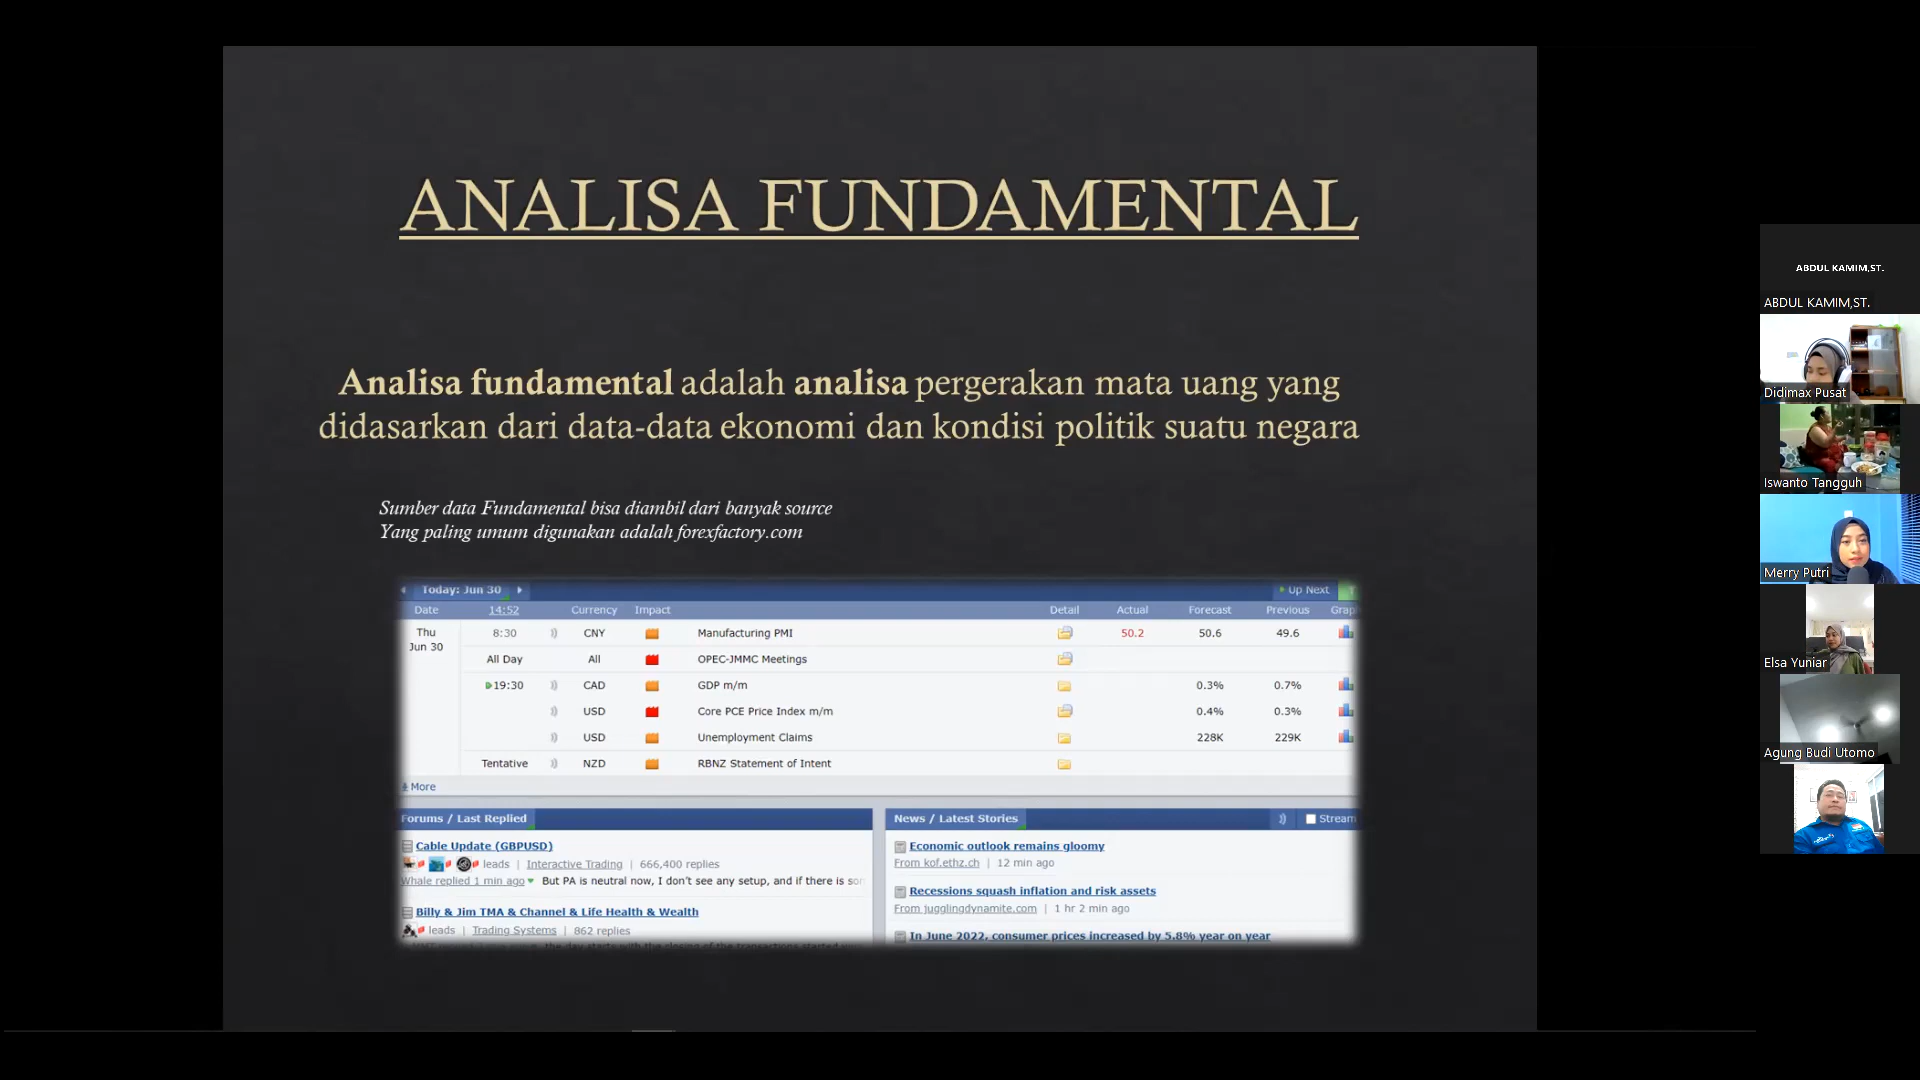 ANALISA FUNDAMENTAL
Analisa fundamental adalah analisa pergerakan mata uang yang
didasarkan dari data-data ekonomi dan kondisi politik suatu negara
Sumber data Fundamental bisa diambil dari banyak source
Yang paling umum digunakan adalah forexfactory.com
Today: Jun 30 Up Next
Date 14:52 Currency Impact Detail Actual Forecast Previous Grap
Thu Jun 30 8:30 CNY Manufacturing PMI 50.2 50.6 49.6
All Day All OPEC-JMMC Meetings
19:30 CAD GDP m/m 0.3% 0.7%
USD Core PCE Price Index m/m 0.4% 0.3%
USD Unemployment Claims 228K 229K
Tentative NZD RBNZ Statement of Intent
More
Forums / Last Replied
Cable Update (GBPUSD)
leads | Interactive Trading | 666,400 replies
Whale replied 1 min ago But PA is neutral now, I don't see any setup, and if there is som
Billy & Jim TMA & Channel & Life Health & Wealth
leads | Trading Systems | 862 replies
News / Latest Stories Stream
Economic outlook remains gloomy
From kof.ethz.ch | 12 min ago
Recessions squash inflation and risk assets
From jugglingdynamite.com | 1 hr 2 min ago
In June 2022, consumer prices increased by 5.8% year on year
ABDUL KAMIM,ST.
ABDUL KAMIM,ST.
Didimax Pusat
Iswanto Tangguh
Merry Putri
Elsa Yuniar
Agung Budi Utomo